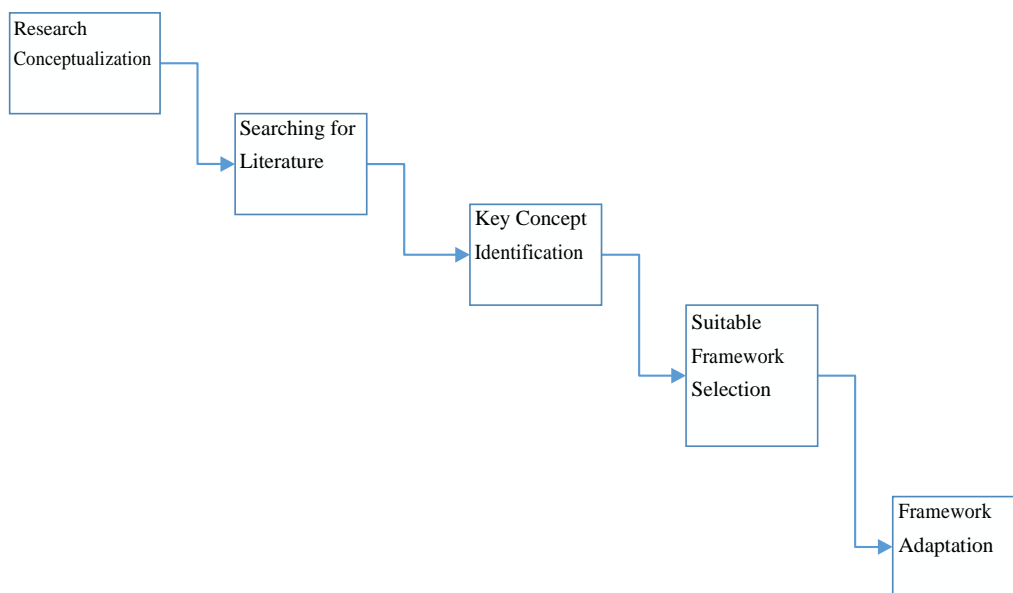 Research
Conceptualization
Searching for
Literature
Key Concept
Identification
Suitable
Framework
Selection
Framework
Adaptation